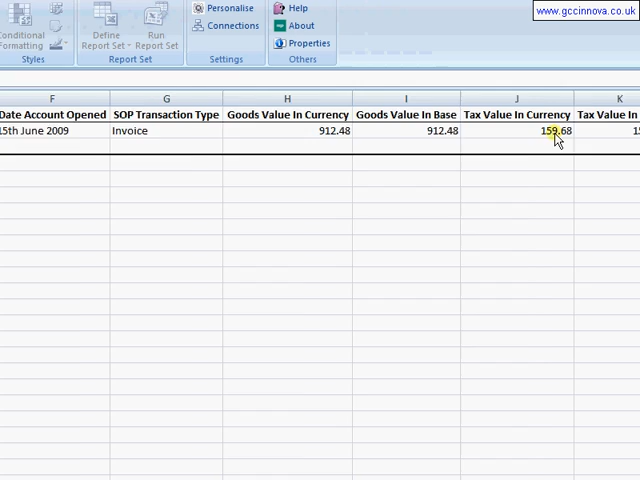 www.gccinnova.co.uk
Conditional Formatting
Define Report Set
Run Report Set
Personalise
Connections
Help
About
Properties
Styles
Report Set
Settings
Others
F G H I J K
Date Account Opened SOP Transaction Type Goods Value In Currency Goods Value In Base Tax Value In Currency Tax Value In
15th June 2009 Invoice 912.48 912.48 159.68